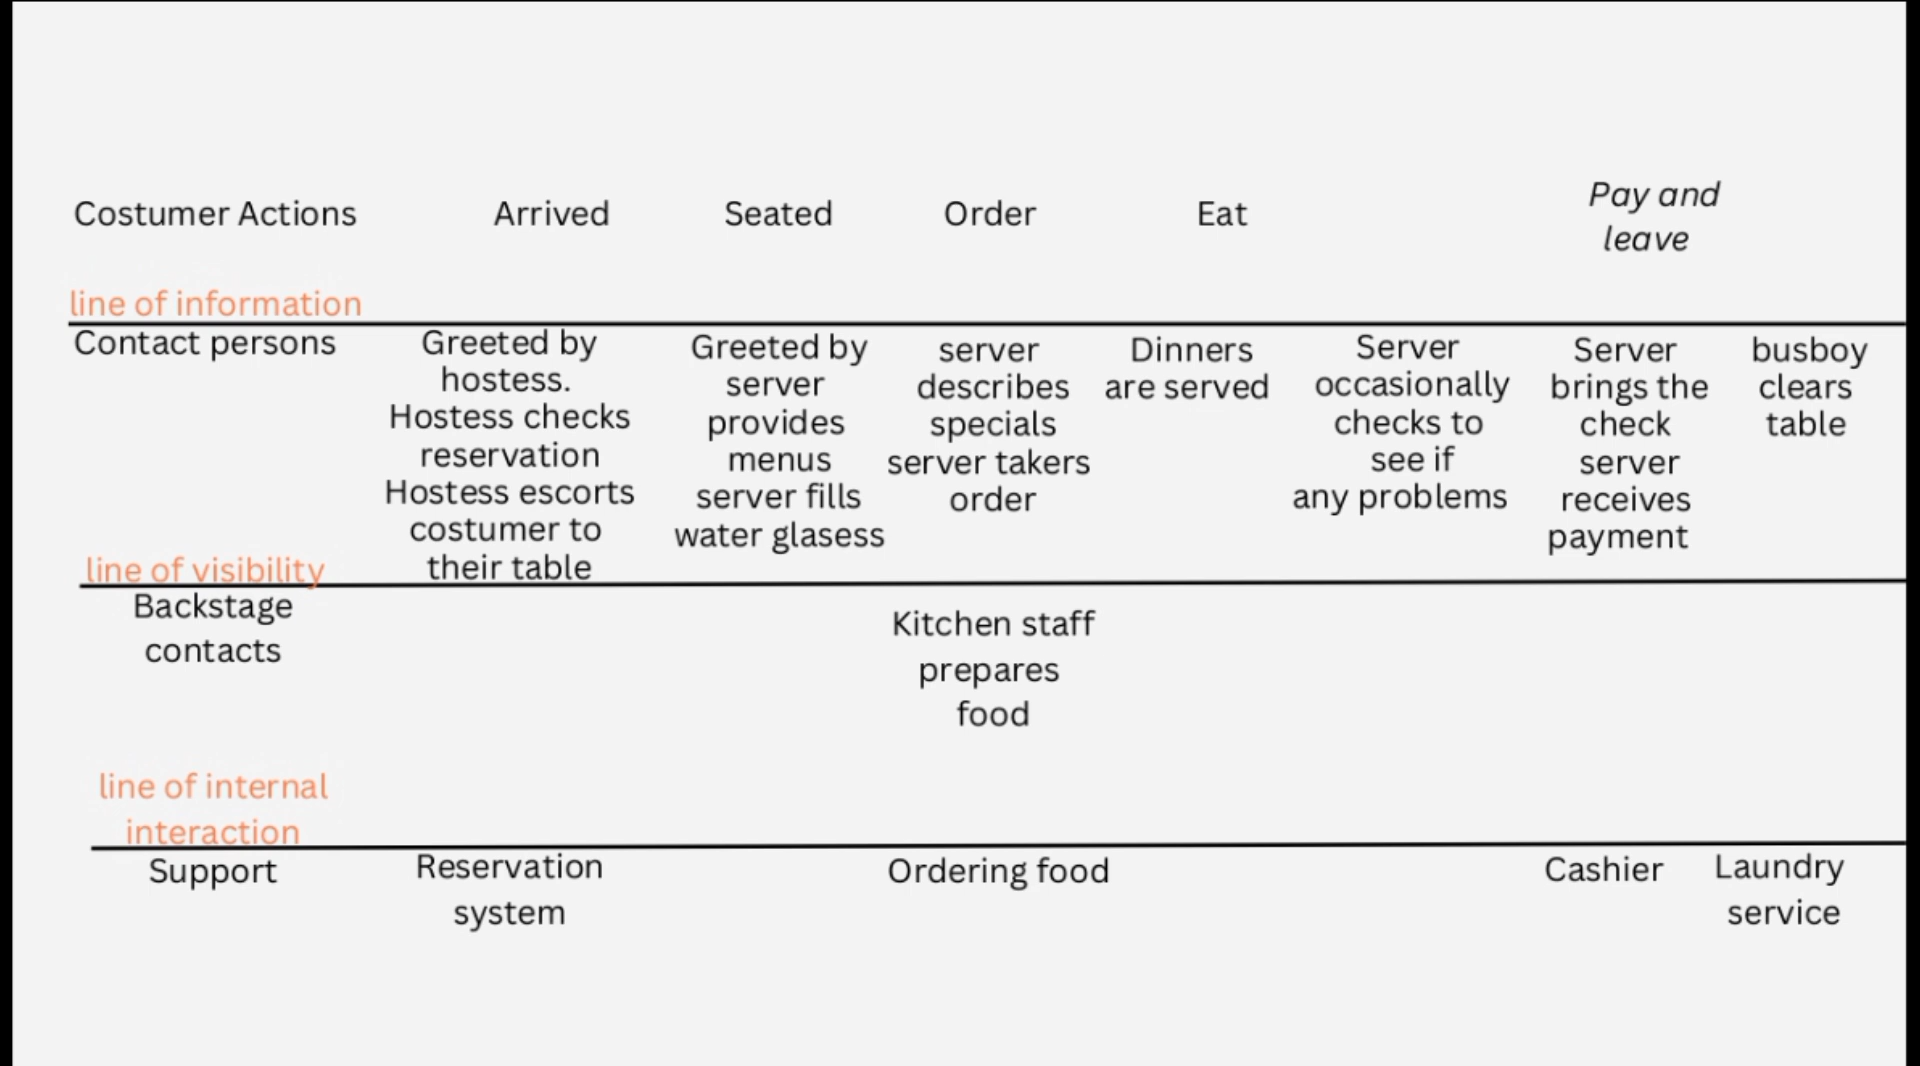 Costumer Actions
Arrived
Seated
Order
Eat
Pay and
leave
line of information
Contact persons
Greeted by
hostess.
Hostess checks
reservation
Hostess escorts
costumer to
their table
Greeted by
server
provides
menus
server fills
water glasess
server
describes
specials
server takers
order
Dinners
are served
Server
occasionally
checks to
see if
any problems
Server
brings the
check
server
receives
payment
busboy
clears
table
line of visibility
Backstage
contacts
Kitchen staff
prepares
food
line of internal
interaction
Support
Reservation
system
Ordering food
Cashier
Laundry
service